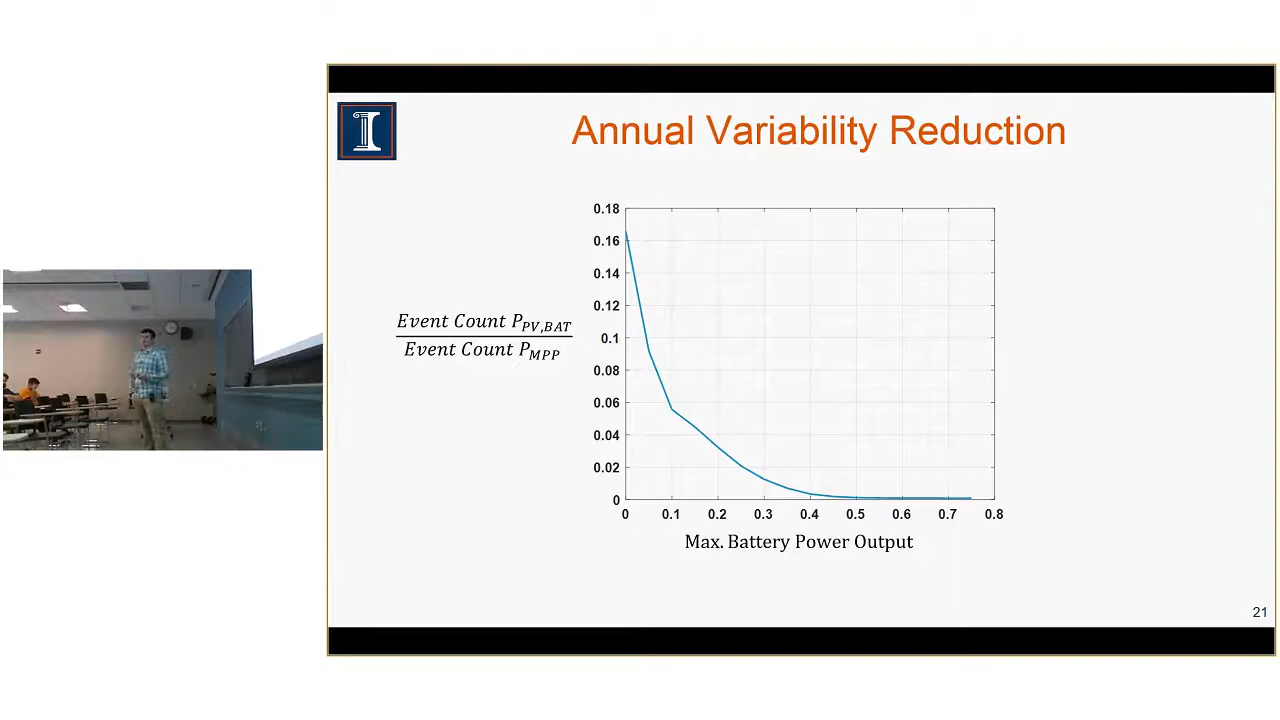 Annual Variability Reduction
Event Count P_PV,BAT
Event Count P_MPP
0.18
0.16
0.14
0.12
0.1
0.08
0.06
0.04
0.02
0
0 0.1 0.2 0.3 0.4 0.5 0.6 0.7 0.8
Max. Battery Power Output
21